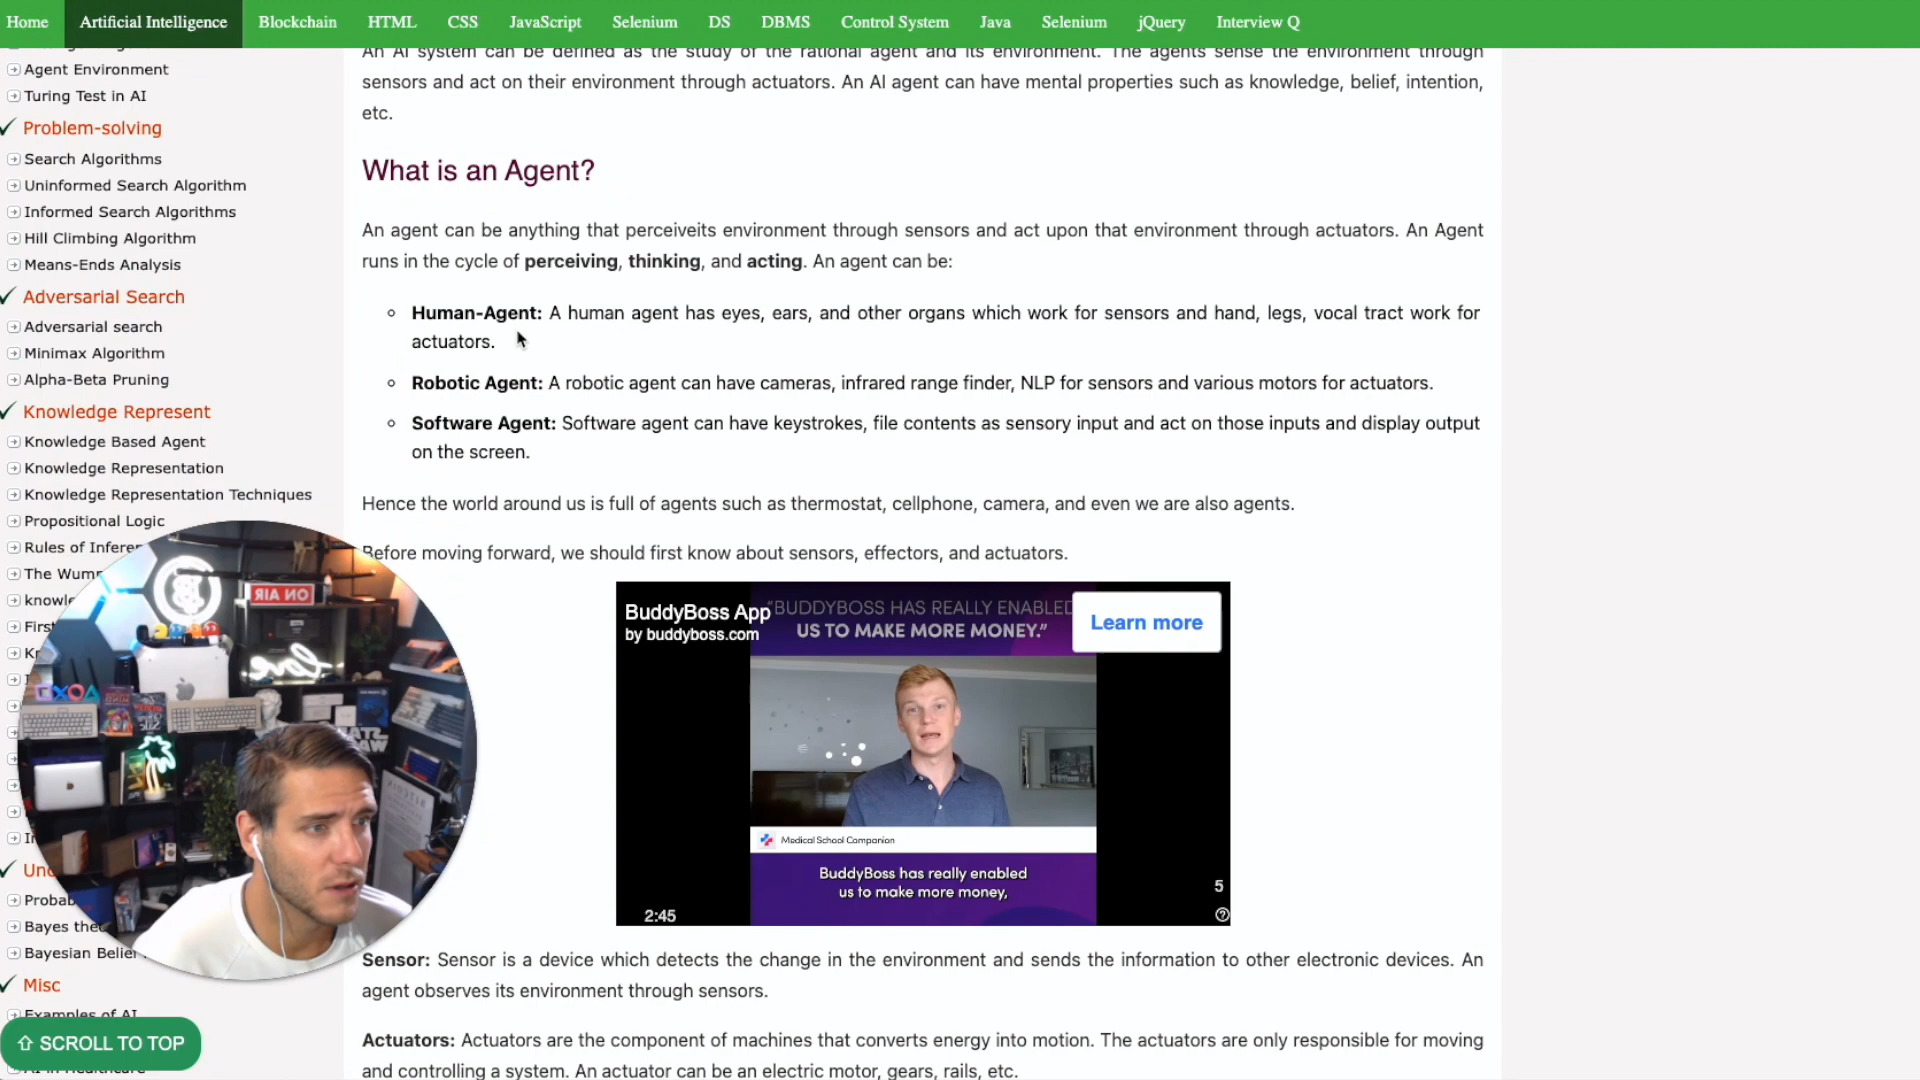 Home Artificial Intelligence Blockchain HTML CSS JavaScript Selenium DS DBMS Control System Java Selenium jQuery Interview Q
Agent Environment
Turing Test in AI
Problem-solving
Search Algorithms
Uninformed Search Algorithm
Informed Search Algorithms
Hill Climbing Algorithm
Means-Ends Analysis
Adversarial Search
Adversarial search
Minimax Algorithm
Alpha-Beta Pruning
Knowledge Represent
Knowledge Based Agent
Knowledge Representation
Knowledge Representation Techniques
Propositional Logic
Rules of Infere
The Wum
knowle
First
Kr
Unc
Probab
Bayes the
Bayesian Belie
Misc
Examples of AI
SCROLL TO TOP
AI in Healthcare
An AI system can be defined as the study of the rational agent and its environment. The agents sense the environment through
sensors and act on their environment through actuators. An AI agent can have mental properties such as knowledge, belief, intention,
etc.
What is an Agent?
An agent can be anything that perceiveits environment through sensors and act upon that environment through actuators. An Agent
runs in the cycle of perceiving, thinking, and acting. An agent can be:
Human-Agent: A human agent has eyes, ears, and other organs which work for sensors and hand, legs, vocal tract work for
actuators.
Robotic Agent: A robotic agent can have cameras, infrared range finder, NLP for sensors and various motors for actuators.
Software Agent: Software agent can have keystrokes, file contents as sensory input and act on those inputs and display output
on the screen.
Hence the world around us is full of agents such as thermostat, cellphone, camera, and even we are also agents.
Before moving forward, we should first know about sensors, effectors, and actuators.
BuddyBoss App
by buddyboss.com
"BUDDYBOSS HAS REALLY ENABLED
US TO MAKE MORE MONEY."
Learn more
Medical School Companion
BuddyBoss has really enabled
us to make more money,
5
2:45
ON AIR
love
Sensor: Sensor is a device which detects the change in the environment and sends the information to other electronic devices. An
agent observes its environment through sensors.
Actuators: Actuators are the component of machines that converts energy into motion. The actuators are only responsible for moving
and controlling a system. An actuator can be an electric motor, gears, rails, etc.